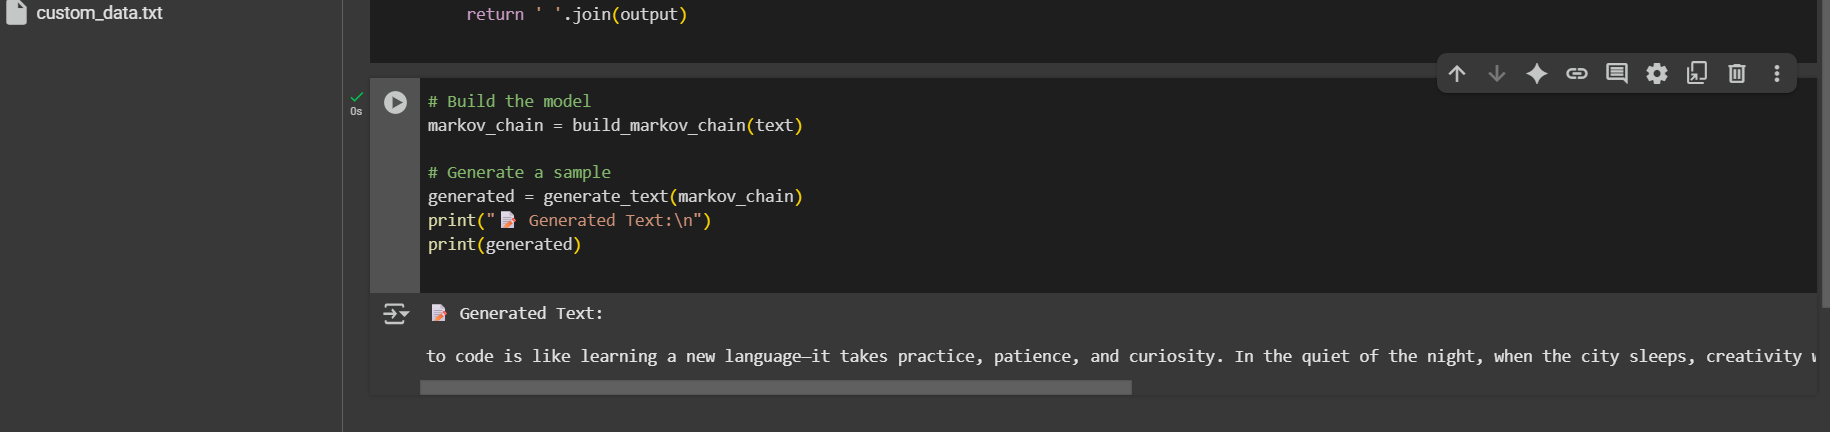 custom_data.txt
return ' '.join(output)
0s
# Build the model
markov_chain = build_markov_chain(text)
# Generate a sample
generated = generate_text(markov_chain)
print("📝 Generated Text:\n")
print(generated)
📝 Generated Text:
to code is like learning a new language—it takes practice, patience, and curiosity. In the quiet of the night, when the city sleeps, creativity